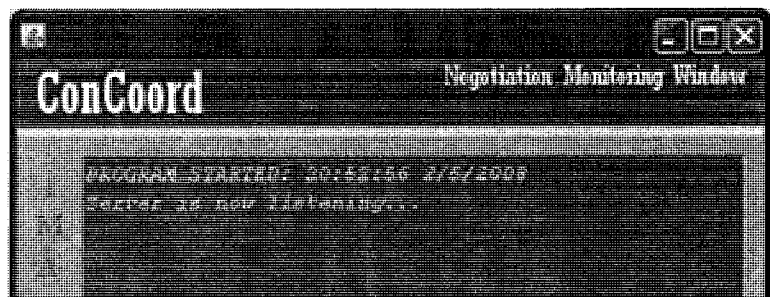 Negotiation Monitoring Window
ConCoord
PROGRAM STARTED: 20:52:56 2/5/2008
Server is now listening...
M